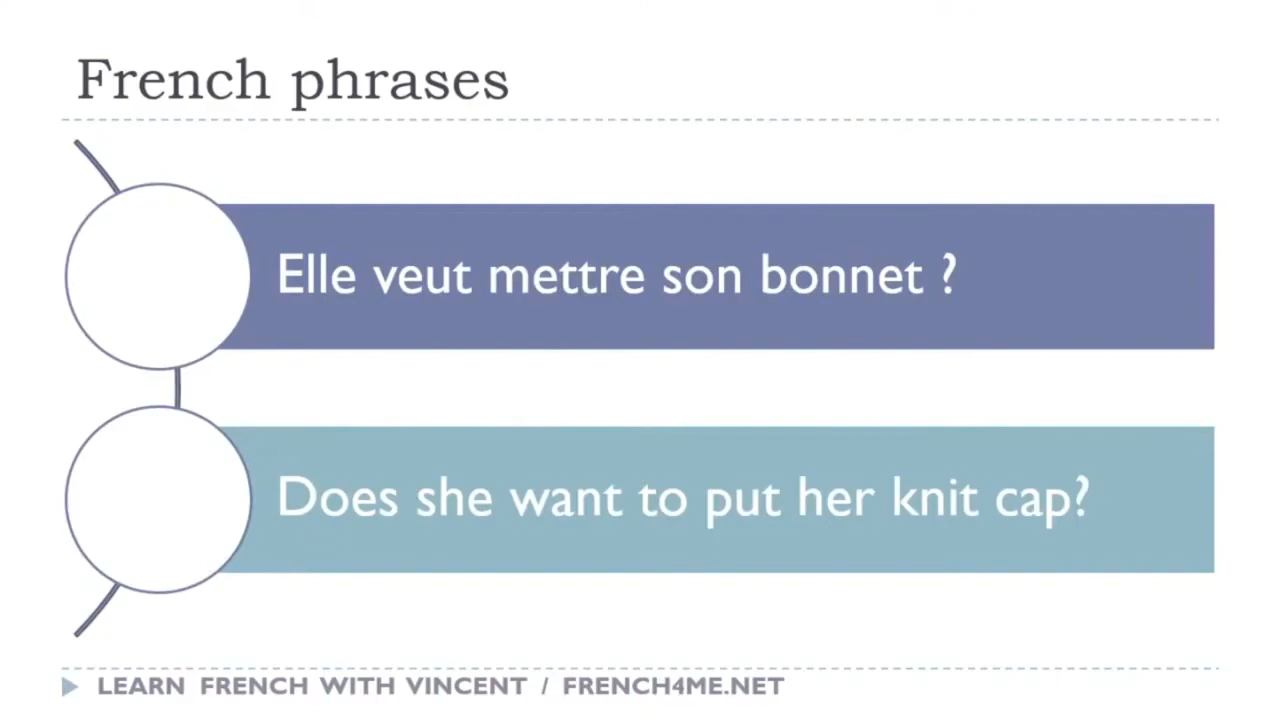 French phrases
Elle veut mettre son bonnet ?
Does she want to put her knit cap?
LEARN FRENCH WITH VINCENT / FRENCH4ME.NET